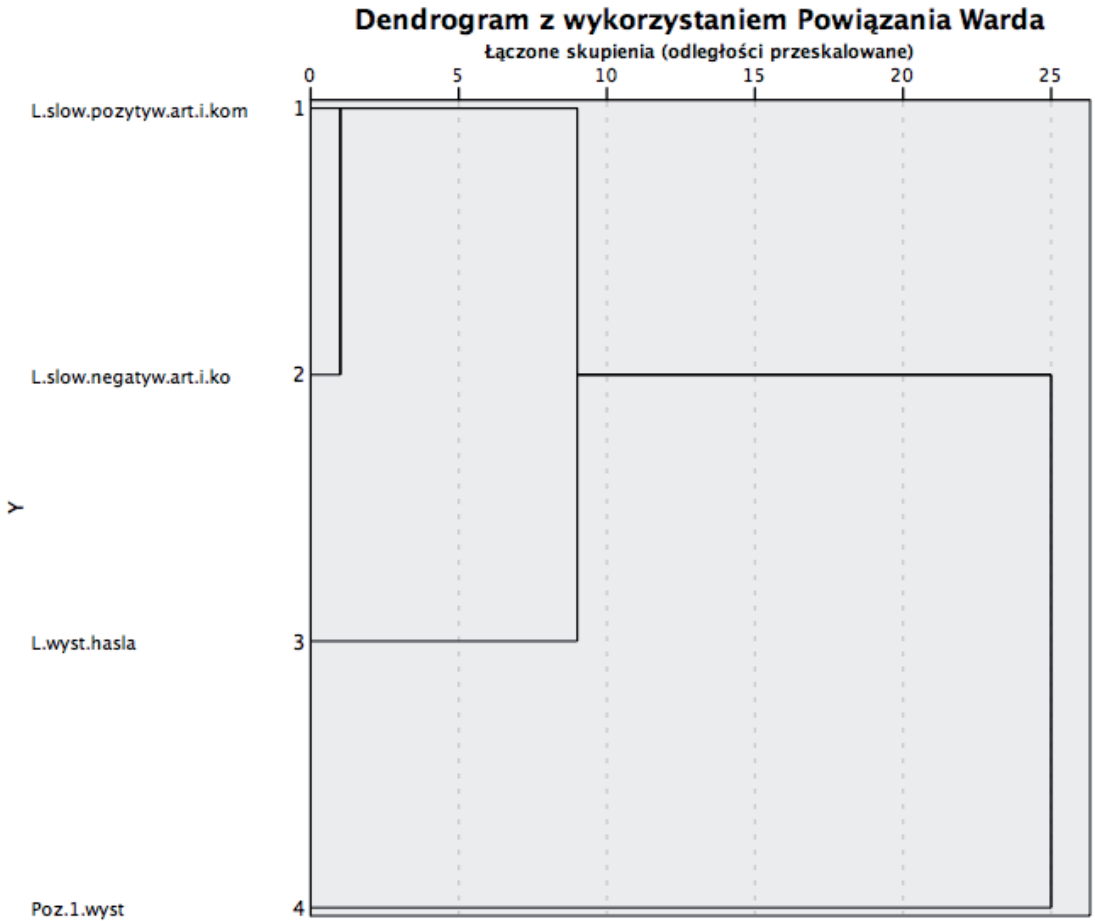 Dendrogram z wykorzystaniem Powiązania Warda
Łączone skupienia (odległości przeskalowane)
0 5 10 15 20 25
L.slow.pozytyw.art.i.kom 1
L.slow.negatyw.art.i.ko 2
Y
L.wyst.hasla 3
Poz.1.wyst 4